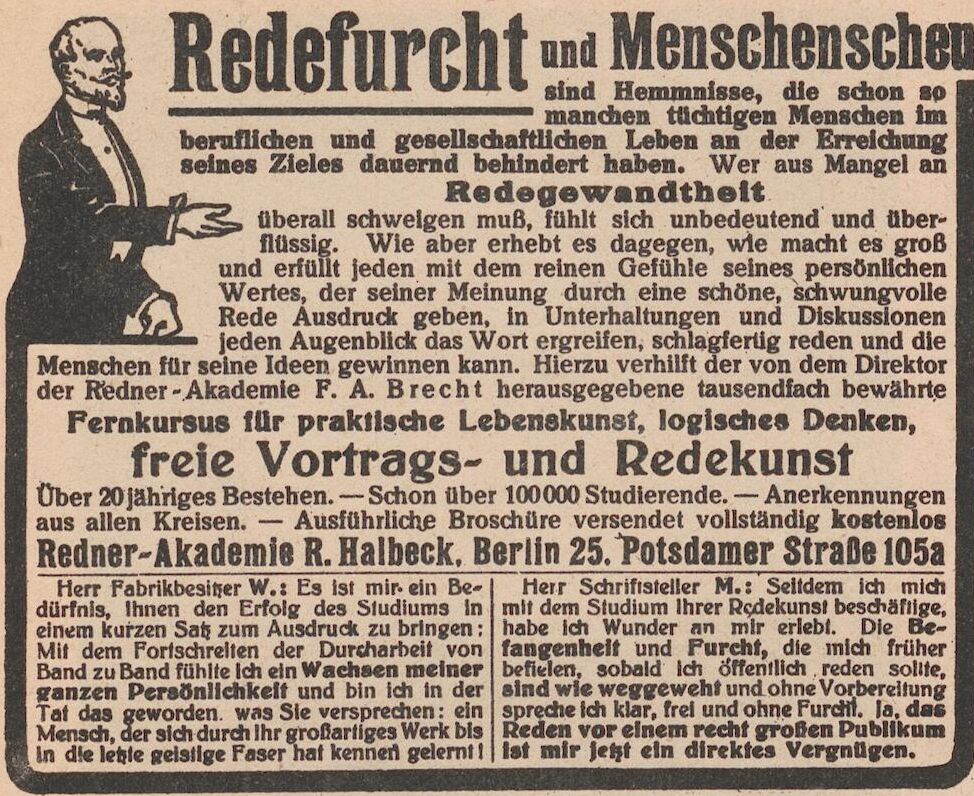 Redefurcht und Menschenscheu
sind Hemmnisse, die schon so
manchen tüchtigen Menschen im
beruflichen und gesellschaftlichen Leben an der Erreichung
seines Zieles dauernd behindert haben. Wer aus Mangel an
Redegewandtheit
überall schweigen muß, fühlt sich unbedeutend und über-
flüssig. Wie aber erhebt es dagegen, wie macht es groß
und erfüllt jeden mit dem reinen Gefühle seines persönlichen
Wertes, der seiner Meinung durch eine schöne, schwungvolle
Rede Ausdruck geben, in Unterhaltungen und Diskussionen
jeden Augenblick das Wort ergreifen, schlagfertig reden und die
Menschen für seine Ideen gewinnen kann. Hierzu verhilft der von dem Direktor
der Redner-Akademie F. A. Brecht herausgegebene tausendfach bewährte
Fernkursus für praktische Lebenskunst, logisches Denken,
freie Vortrags- und Redekunst
Über 20jähriges Bestehen. — Schon über 100000 Studierende. — Anerkennungen
aus allen Kreisen. — Ausführliche Broschüre versendet vollständig kostenlos
Redner-Akademie R. Halbeck, Berlin 25, Potsdamer Straße 105a
Herr Fabrikbesitzer W.: Es ist mir ein Be-
dürfnis, Ihnen den Erfolg des Studiums in
einem kurzen Satz zum Ausdruck zu bringen:
Mit dem Fortschreiten der Durcharbeit von
Band zu Band fühlte ich ein Wachsen meiner
ganzen Persönlichkeit und bin ich in der
Tat das geworden. was Sie versprechen: ein
Mensch, der sich durch Ihr großartiges Werk bis
in die letzte geistige Faser hat kennen gelernt!
Herr Schriftsteller M.: Seitdem ich mich
mit dem Studium Ihrer Redekunst beschäftige,
habe ich Wunder an mir erlebt. Die Be-
fangenheit und Furcht, die mich früher
befielen, sobald ich öffentlich reden sollte,
sind wie weggeweht und ohne Vorbereitung
spreche ich klar, frei und ohne Furcht. Ja, das
Reden vor einem recht großen Publikum
ist mir jetzt ein direktes Vergnügen.